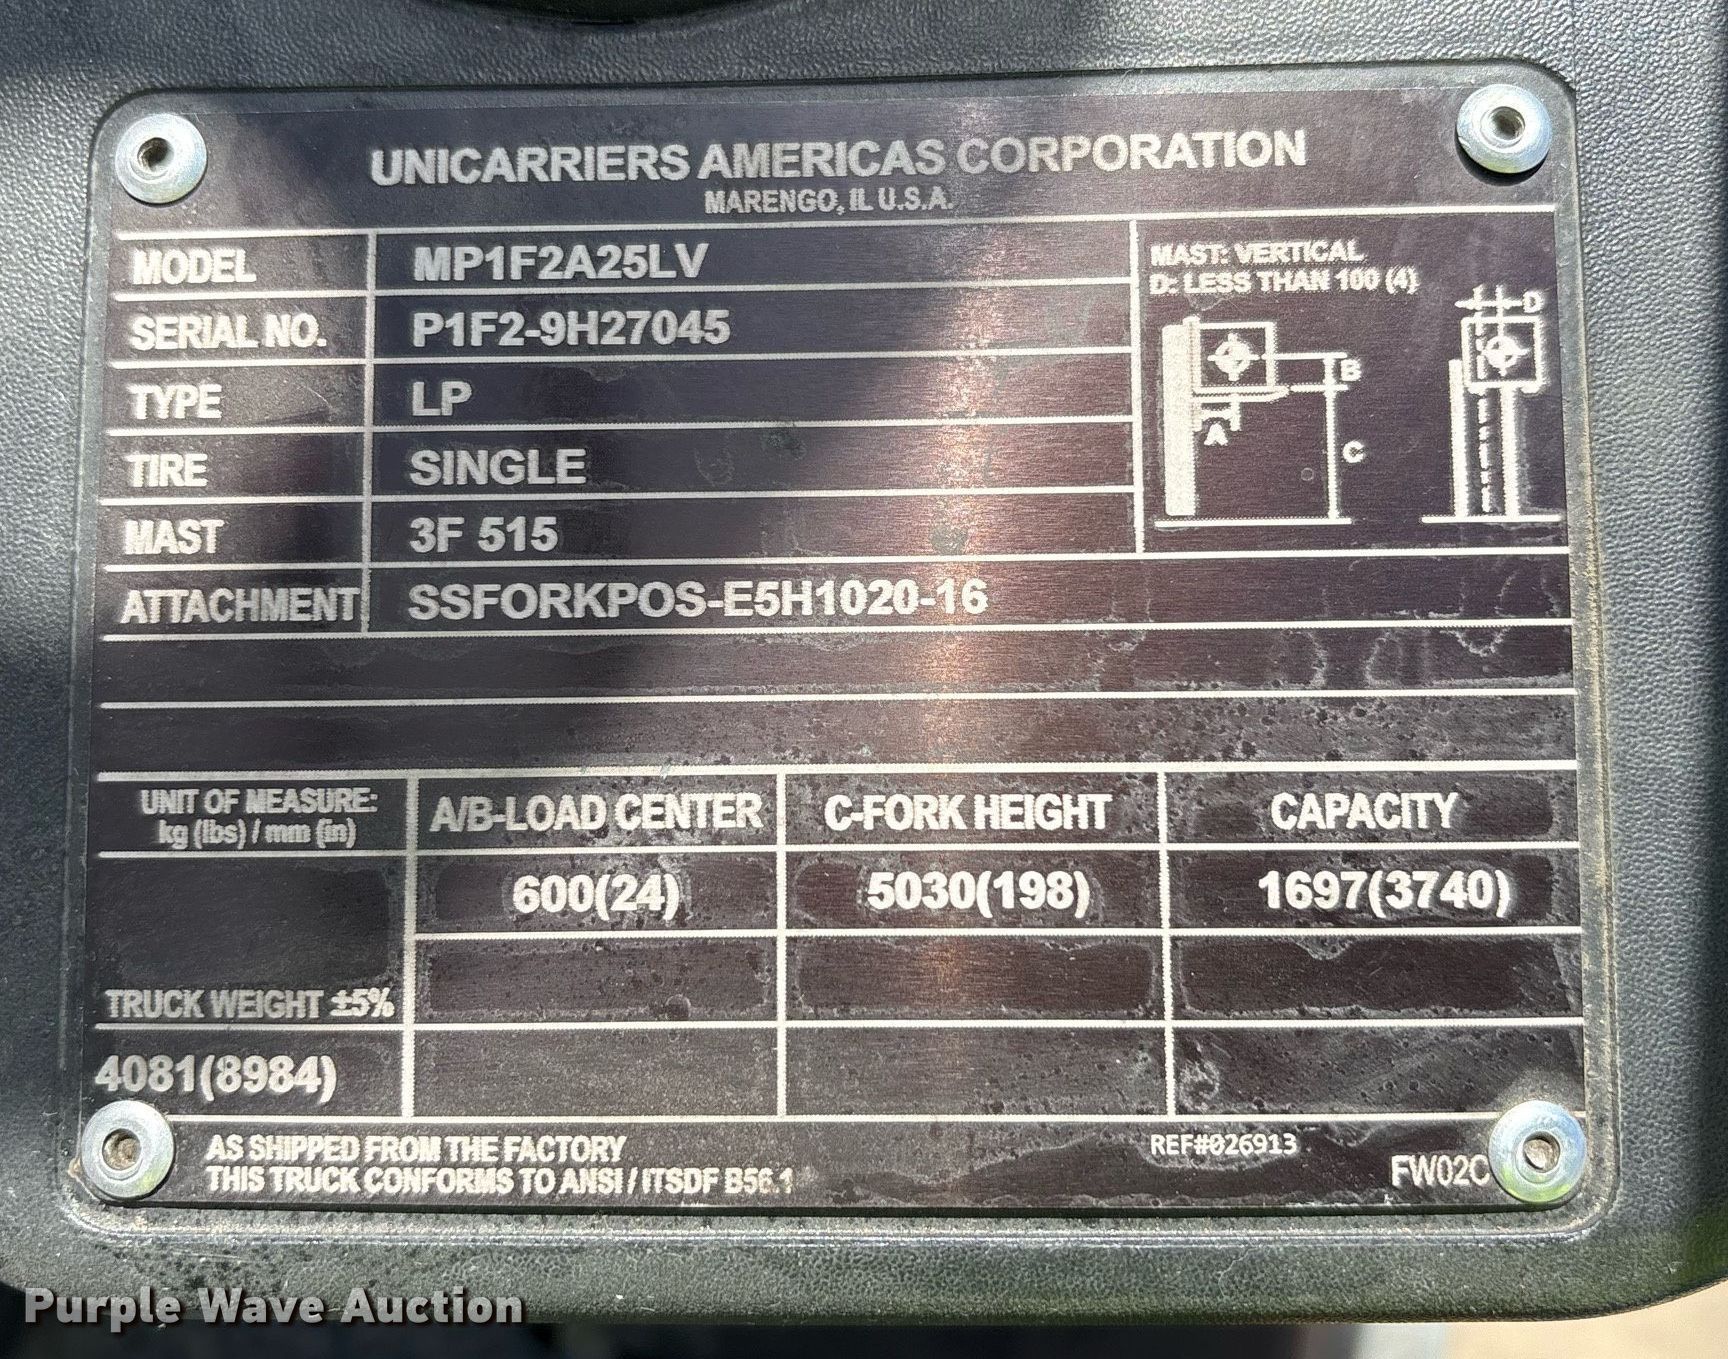 UNICARRIERS AMERICAS CORPORATION
MARENGO, IL U.S.A.
MODEL MP1F2A25LV
SERIAL NO. P1F2-9H27045
TYPE LP
TIRE SINGLE
MAST 3F 515
ATTACHMENT SSFORKPOS-E5H1020-16
MAST: VERTICAL
D: LESS THAN 100 (4)
D
B
A
C
UNIT OF MEASURE:
kg (lbs) / mm (in)
A/B-LOAD CENTER C-FORK HEIGHT CAPACITY
600(24) 5030(198) 1697(3740)
TRUCK WEIGHT ±5%
4081(8984)
AS SHIPPED FROM THE FACTORY
THIS TRUCK CONFORMS TO ANSI / ITSDF B56.1
REF#026913
FW02C
Purple Wave Auction